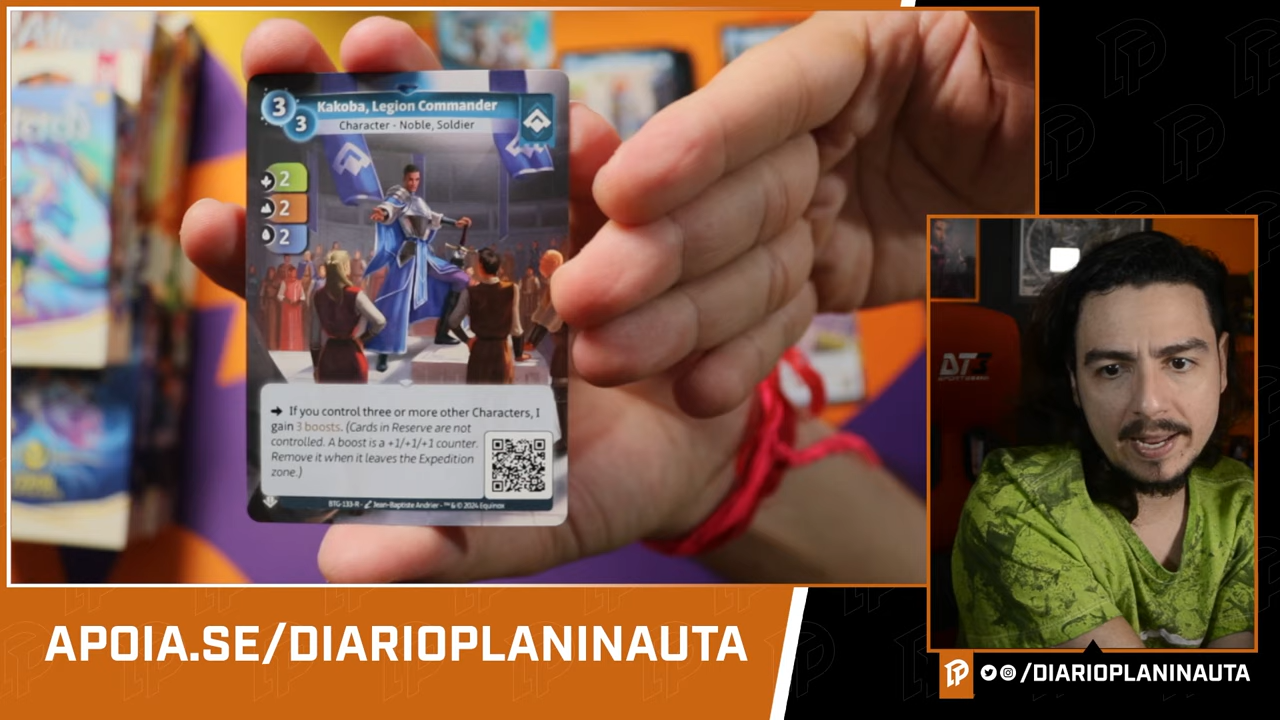 3
3
Kakoba, Legion Commander
Character - Noble, Soldier
2
2
2
➔ If you control three or more other Characters, I
gain 3 boosts. (Cards in Reserve are not
controlled. A boost is a +1/+1/+1 counter.
Remove it when it leaves the Expedition
zone.)
BTG-133-R - Jean-Baptiste Andrier - ™ & © 2024 Equinox
DT3
APOIA.SE/DIARIOPLANINAUTA
/DIARIOPLANINAUTA